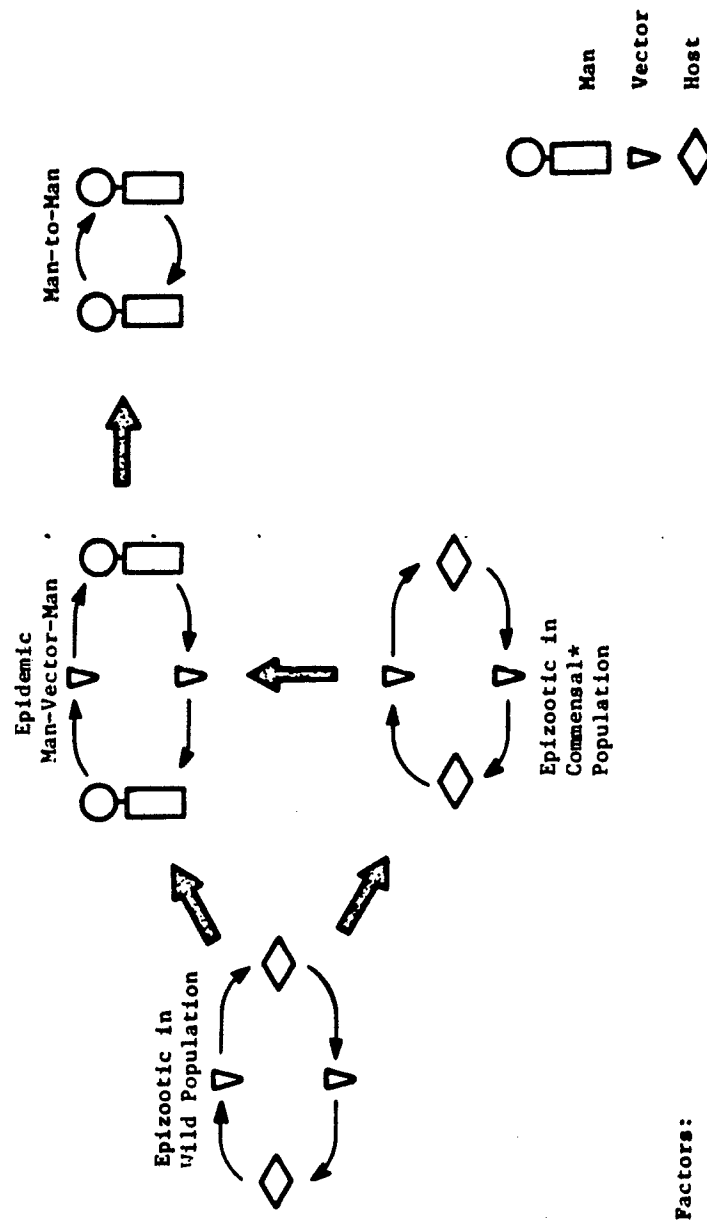 Epizootic in
Wild Population
Epidemic
Man-Vector-Man
Man-to-Man
Epizootic in
Commensal*
Population
Man
Vector
Host
Factors: